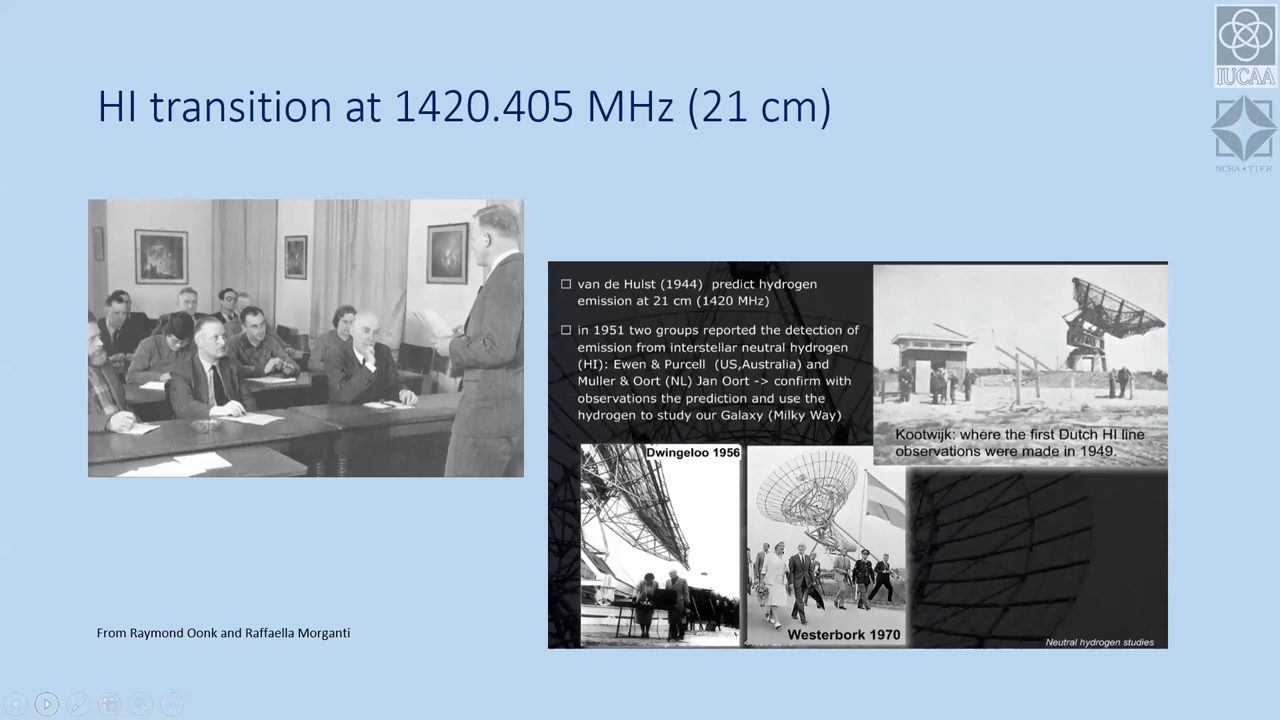 HI transition at 1420.405 MHz (21 cm)
IUCAA
NCRA • TIFR
van de Hulst (1944) predict hydrogen
emission at 21 cm (1420 MHz)
in 1951 two groups reported the detection of
emission from interstellar neutral hydrogen
(HI): Ewen & Purcell (US,Australia) and
Muller & Oort (NL) Jan Oort -> confirm with
observations the prediction and use the
hydrogen to study our Galaxy (Milky Way)
Kootwijk: where the first Dutch HI line
observations were made in 1949.
Dwingeloo 1956
Westerbork 1970
Neutral hydrogen studies
From Raymond Oonk and Raffaella Morganti